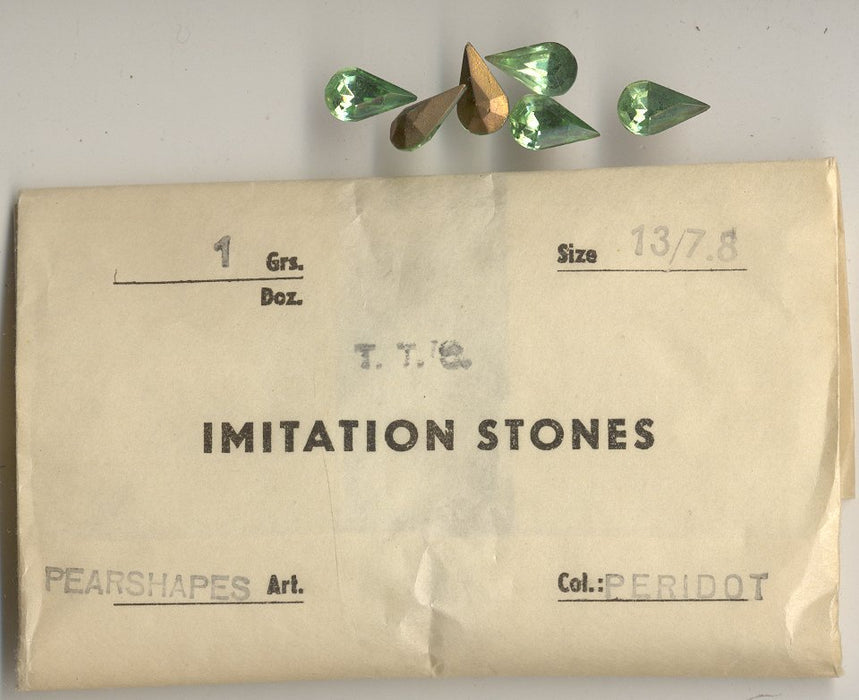 1 Grs.
Size 13/7.8
Doz.
T. T.
IMITATION STONES
PEARSHAPES Art.
Col.: PERIDOT